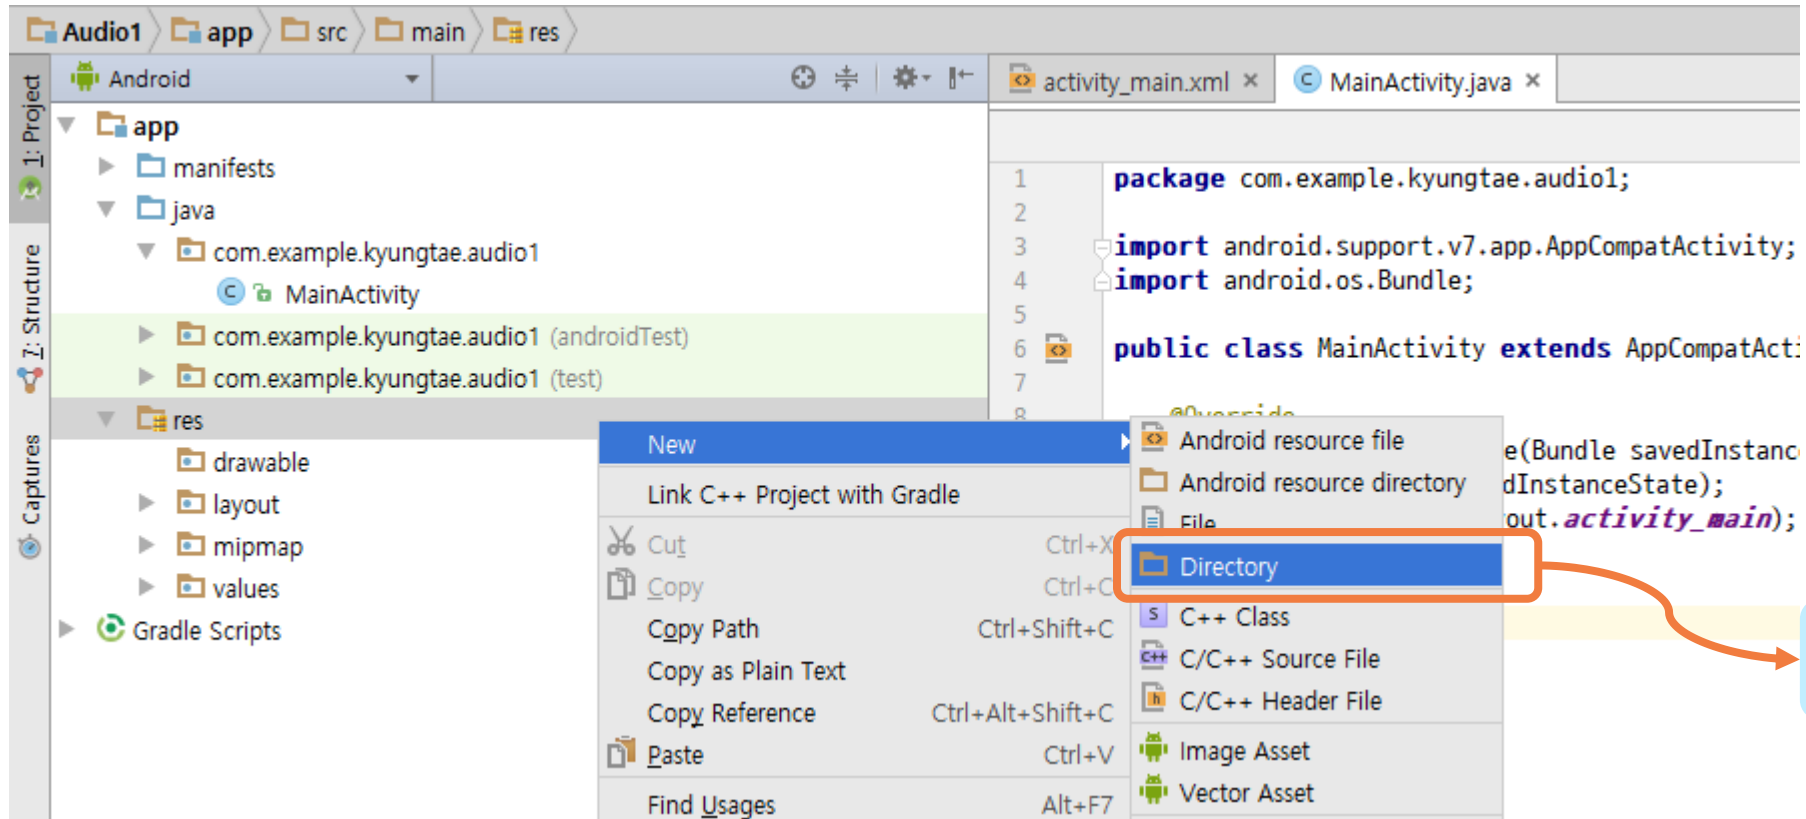 Audio1 app src main res
Android
activity_main.xml
MainActivity.java
1: Project
7: Structure
Captures
app
manifests
java
com.example.kyungtae.audio1
MainActivity
com.example.kyungtae.audio1 (androidTest)
com.example.kyungtae.audio1 (test)
res
drawable
layout
mipmap
values
Gradle Scripts
1 package com.example.kyungtae.audio1;
2
3 import android.support.v7.app.AppCompatActivity;
4 import android.os.Bundle;
5
6 public class MainActivity extends AppCompatActi
7
8 @Override
e(Bundle savedInstanc
dInstanceState);
out.activity_main);
New
Link C++ Project with Gradle
Cut Ctrl+X
Copy Ctrl+C
Copy Path Ctrl+Shift+C
Copy as Plain Text
Copy Reference Ctrl+Alt+Shift+C
Paste Ctrl+V
Find Usages Alt+F7
Android resource file
Android resource directory
File
Directory
C++ Class
C/C++ Source File
C/C++ Header File
Image Asset
Vector Asset